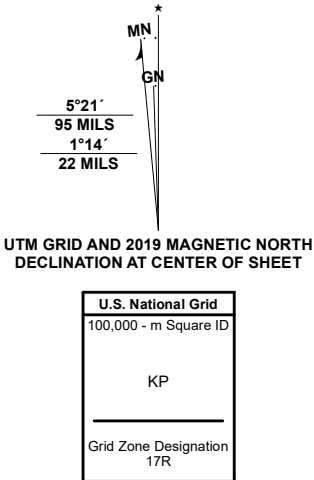 ★
MN
GN
5°21´
95 MILS
1°14´
22 MILS
UTM GRID AND 2019 MAGNETIC NORTH
DECLINATION AT CENTER OF SHEET
U.S. National Grid
100,000 - m Square ID
KP
Grid Zone Designation
17R